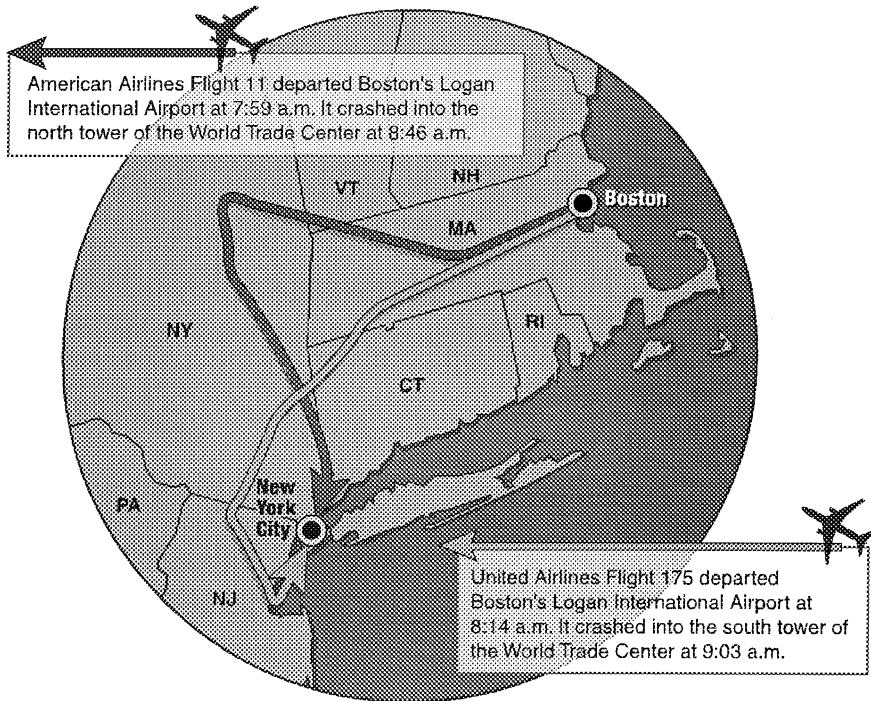 American Airlines Flight 11 departed Boston's Logan
International Airport at 7:59 a.m. It crashed into the
north tower of the World Trade Center at 8:46 a.m.
VT
NH
Boston
MA
NY
RI
CT
PA
New
York
City
NJ
United Airlines Flight 175 departed
Boston's Logan International Airport at
8:14 a.m. It crashed into the south tower of
the World Trade Center at 9:03 a.m.